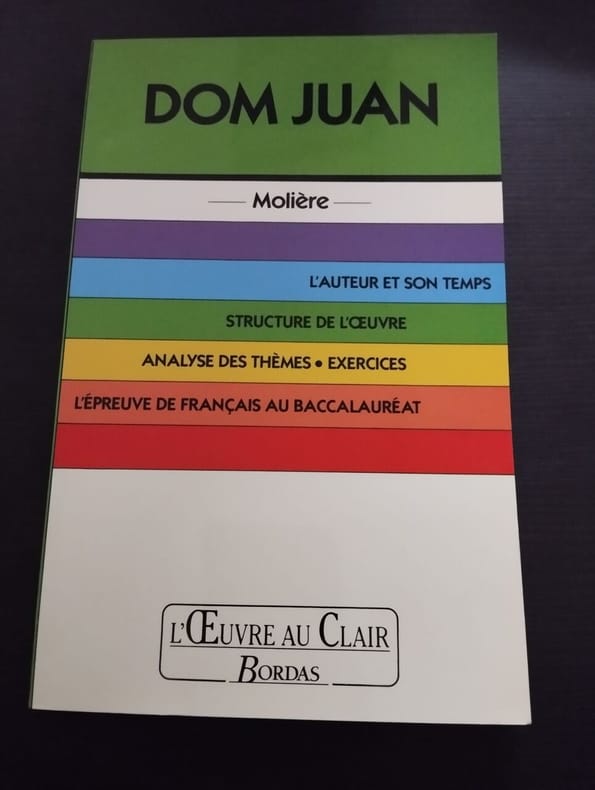 DOM JUAN
Molière
L'AUTEUR ET SON TEMPS
STRUCTURE DE L'ŒUVRE
ANALYSE DES THÈMES • EXERCICES
L'ÉPREUVE DE FRANÇAIS AU BACCALAURÉAT
L'ŒUVRE AU CLAIR
BORDAS